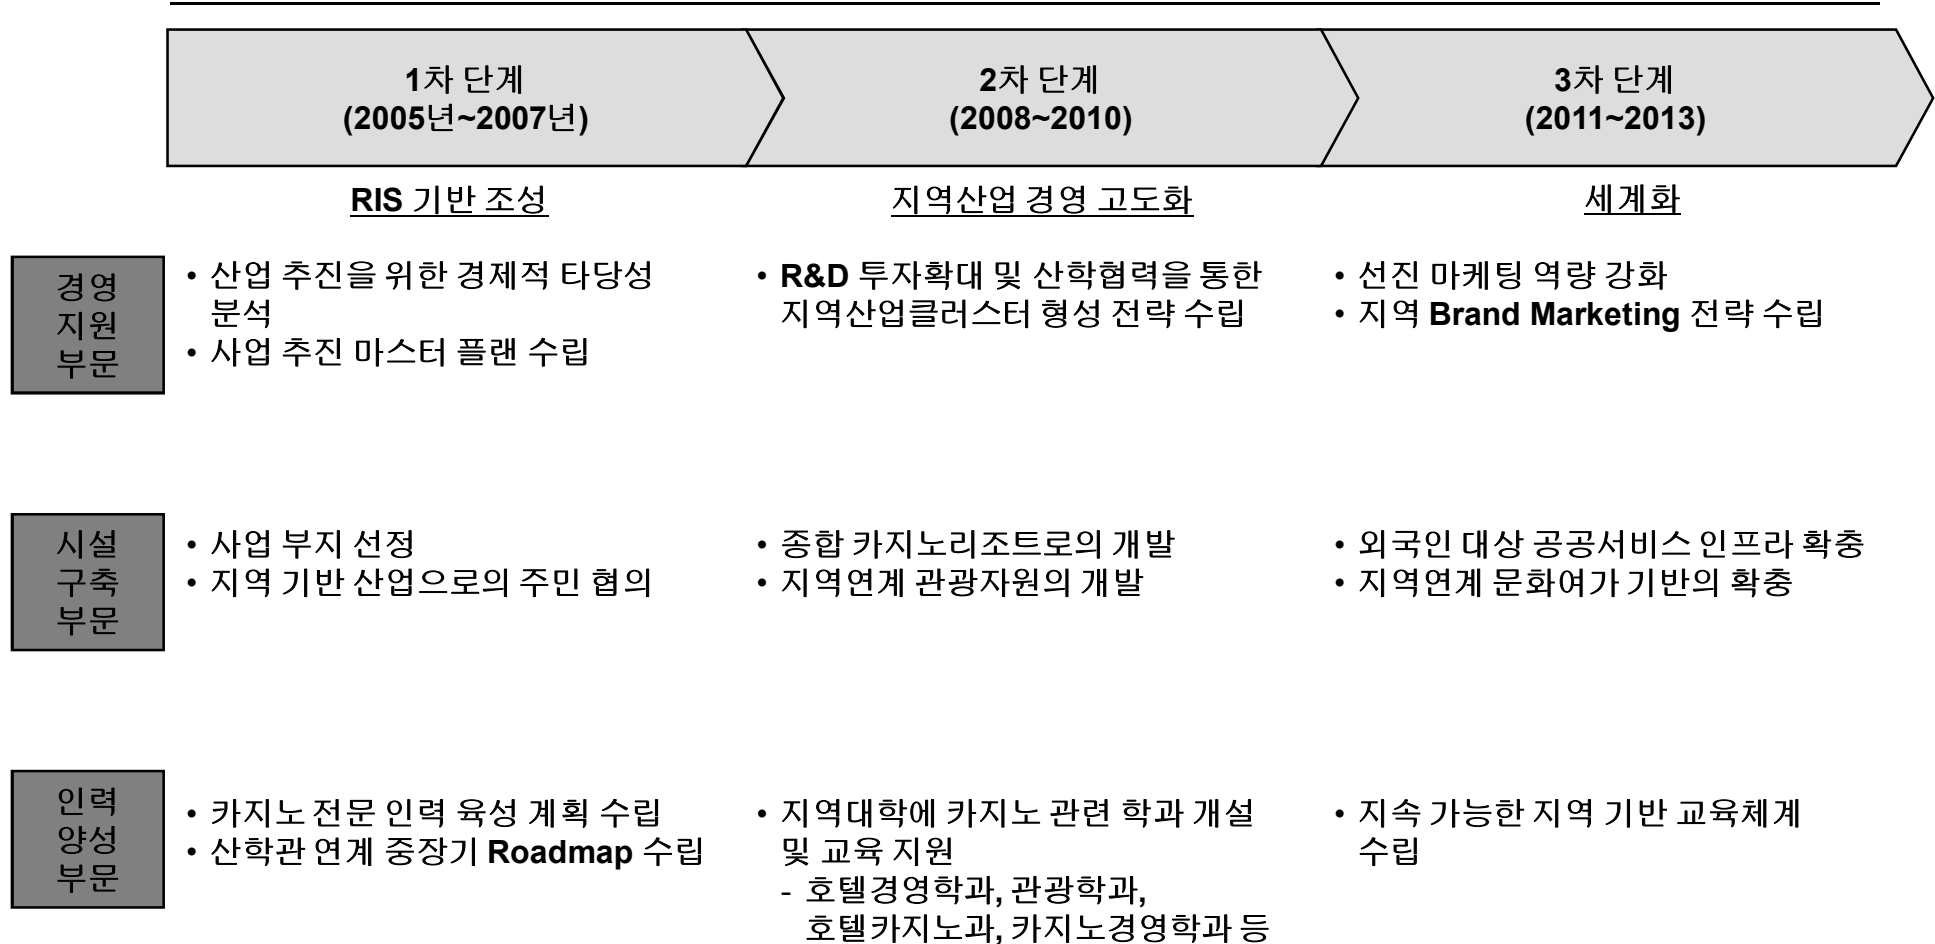 1차 단계
(2005년~2007년)
2차 단계
(2008~2010)
3차 단계
(2011~2013)
RIS 기반 조성
지역산업 경영 고도화
세계화
경영
지원
부문
• 산업 추진을 위한 경제적 타당성
분석
• 사업 추진 마스터 플랜 수립
• R&D 투자확대 및 산학협력을 통한
지역산업클러스터 형성 전략 수립
• 선진 마케팅 역량 강화
• 지역 Brand Marketing 전략 수립
시설
구축
부문
• 사업 부지 선정
• 지역 기반 산업으로의 주민 협의
• 종합 카지노리조트로의 개발
• 지역연계 관광자원의 개발
• 외국인 대상 공공서비스 인프라 확충
• 지역연계 문화여가 기반의 확충
인력
양성
부문
• 카지노 전문 인력 육성 계획 수립
• 산학관 연계 중장기 Roadmap 수립
• 지역대학에 카지노 관련 학과 개설
및 교육 지원
- 호텔경영학과, 관광학과,
호텔카지노과, 카지노경영학과 등
• 지속 가능한 지역 기반 교육체계
수립